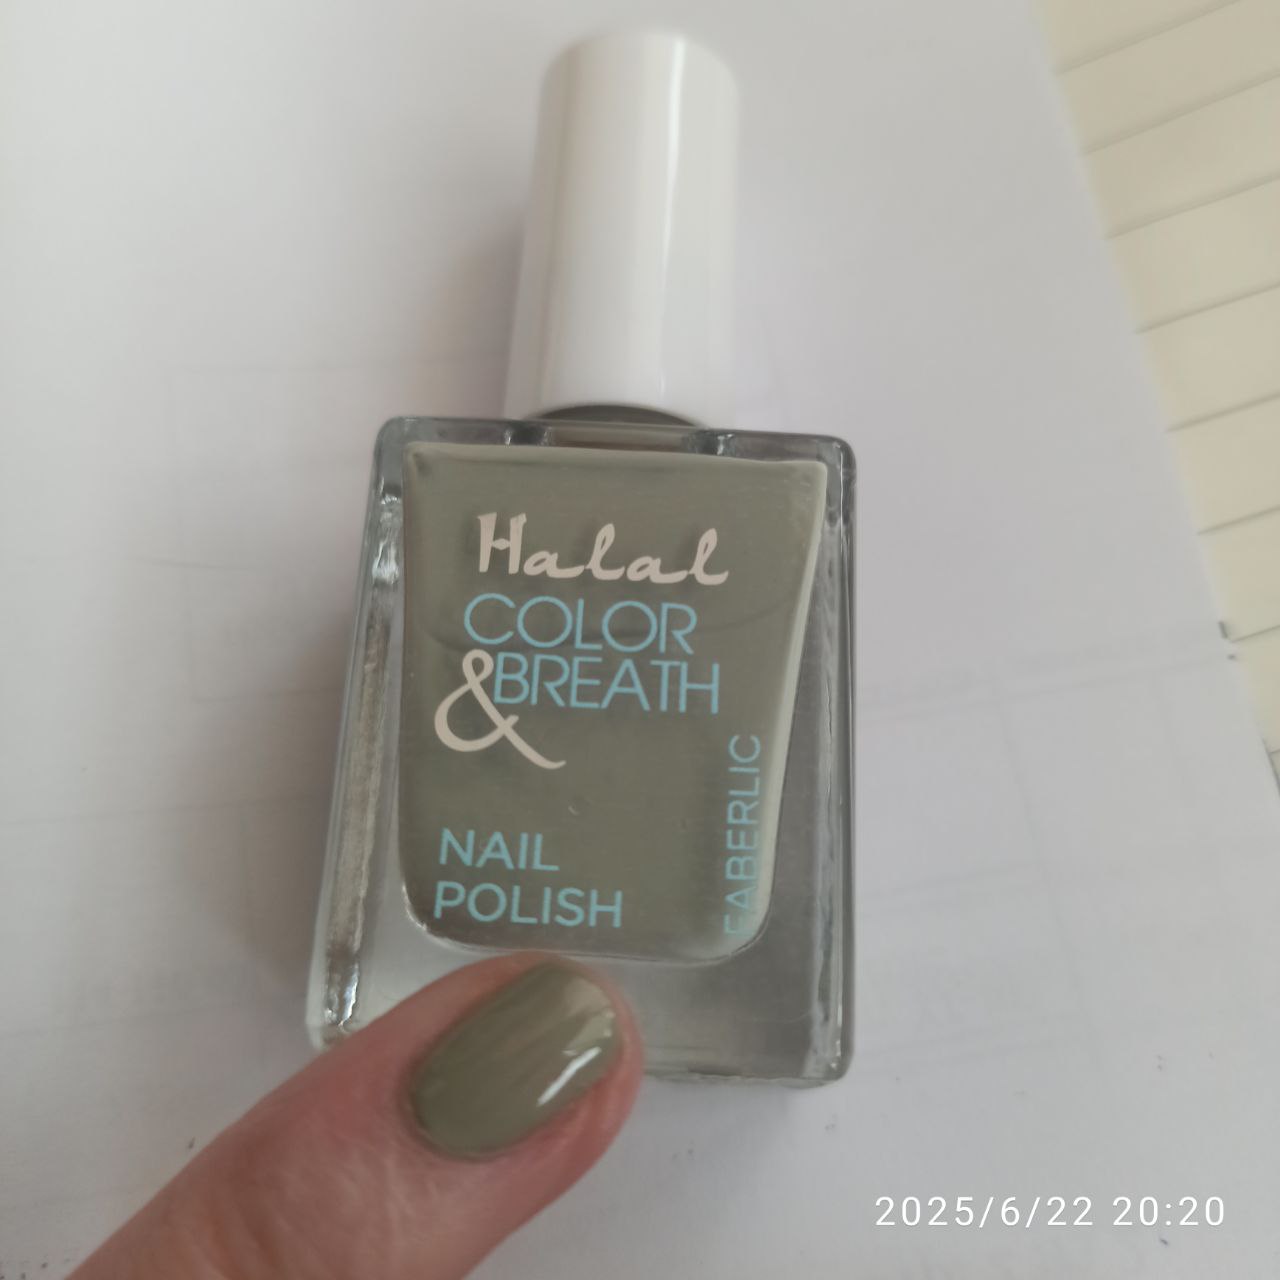 Halal
COLOR
&BREATH
NAIL
POLISH
FABERLIC
2025/6/22 20:20